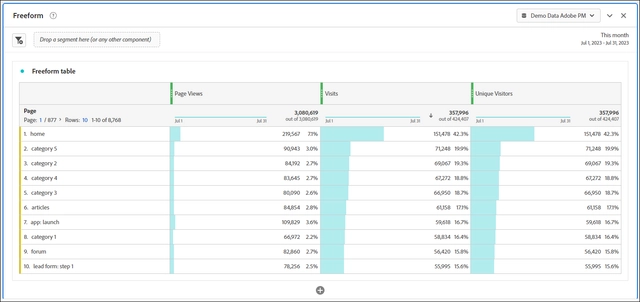 Freeform
Demo Data Adobe PM
Drop a segment here (or any other component)
This month
Jul 1, 2023 - Jul 31, 2023
Freeform table
Page Views Visits Unique Visitors
Page
Page: 1 / 877 > Rows: 10 1-10 of 8,768
Jul 1 Jul 31 3,080,619 out of 3,080,619 Jul 1 Jul 31 357,996 out of 424,407 Jul 1 Jul 31 357,996 out of 424,407
1. home 219,567 7.1% 151,478 42.3% 151,478 42.3%
2. category 5 90,943 3.0% 71,248 19.9% 71,248 19.9%
3. category 2 84,192 2.7% 69,067 19.3% 69,067 19.3%
4. category 4 83,645 2.7% 67,272 18.8% 67,272 18.8%
5. category 3 80,090 2.6% 66,950 18.7% 66,950 18.7%
6. articles 84,854 2.8% 61,158 17.1% 61,158 17.1%
7. app: launch 109,829 3.6% 59,618 16.7% 59,618 16.7%
8. category 1 66,972 2.2% 58,834 16.4% 58,834 16.4%
9. forum 82,860 2.7% 56,420 15.8% 56,420 15.8%
10. lead form: step 1 78,256 2.5% 55,995 15.6% 55,995 15.6%